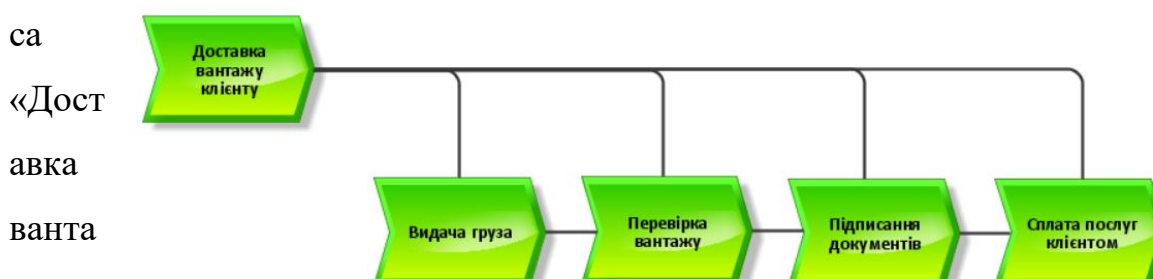 са
«Дост
авка
ванта
Доставка
вантажу
клієнту
Видача груза
Перевірка
вантажу
Підписання
документів
Сплата послуг
клієнтом